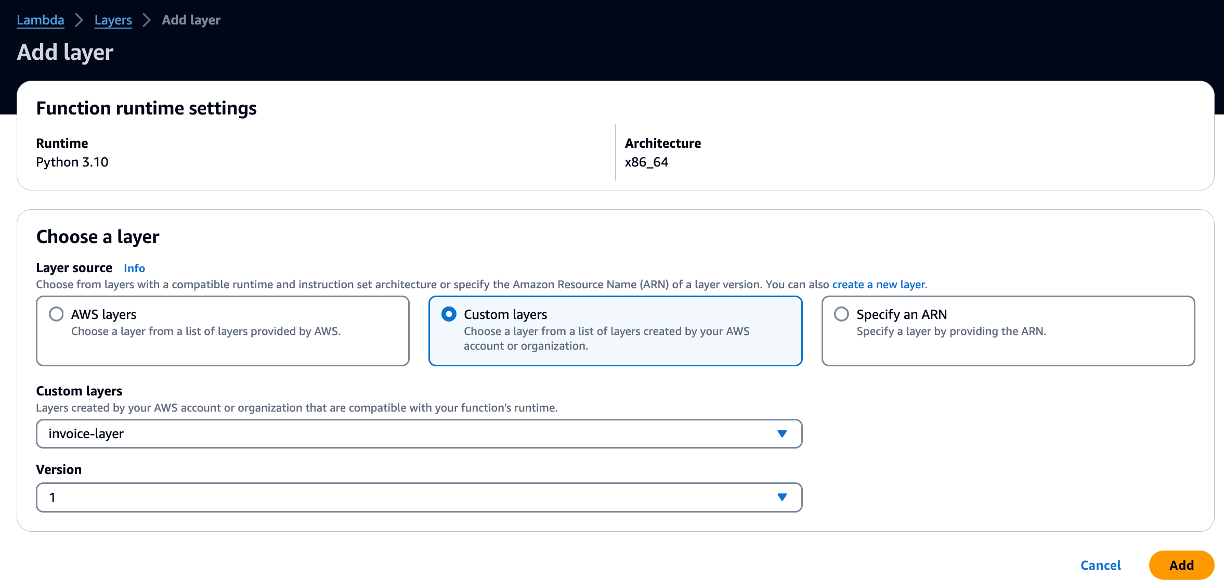 Lambda > Layers > Add layer
Add layer
Function runtime settings
Runtime
Python 3.10
Architecture
x86_64
Choose a layer
Layer source Info
Choose from layers with a compatible runtime and instruction set architecture or specify the Amazon Resource Name (ARN) of a layer version. You can also create a new layer.
AWS layers
Choose a layer from a list of layers provided by AWS.
Custom layers
Choose a layer from a list of layers created by your AWS
account or organization.
Specify an ARN
Specify a layer by providing the ARN.
Custom layers
Layers created by your AWS account or organization that are compatible with your function's runtime.
invoice-layer
Version
1
Cancel
Add